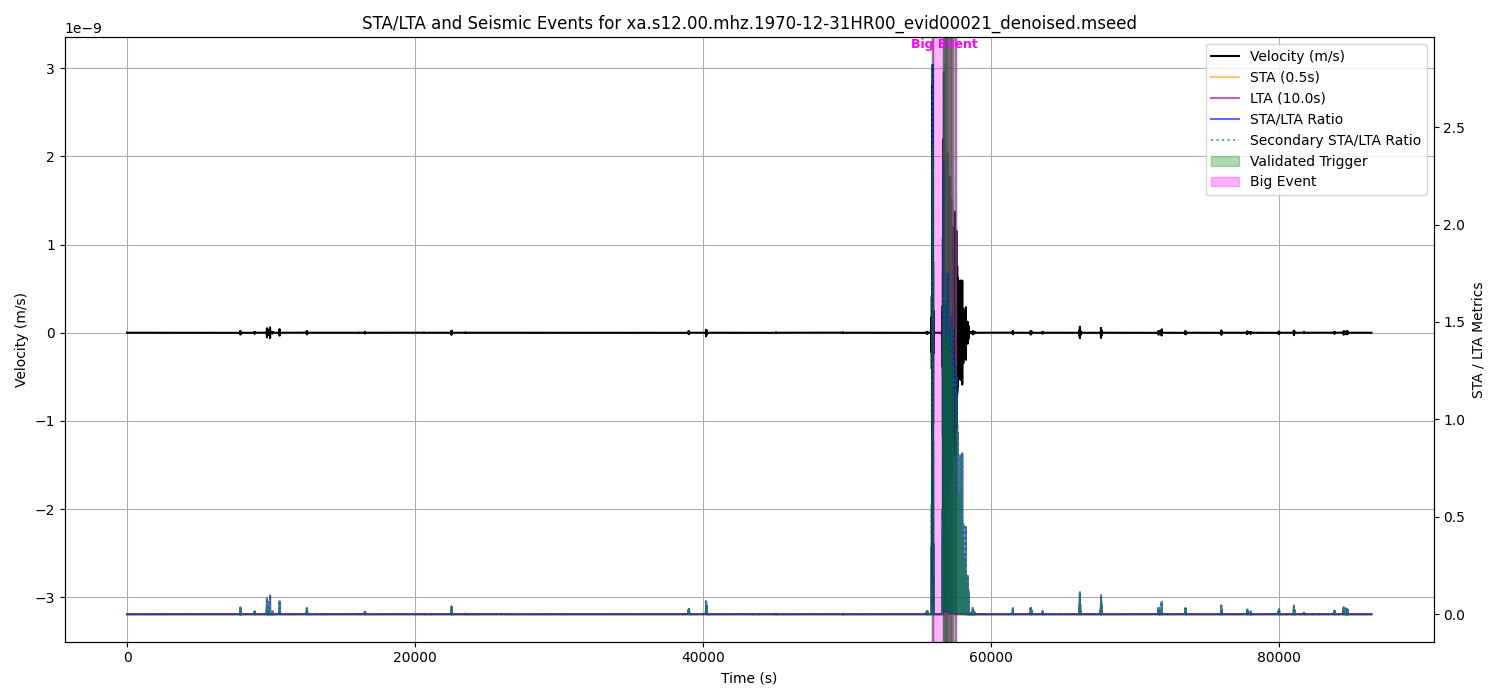 STA/LTA and Seismic Events for xa.s12.00.mhz.1970-12-31HR00_evid00021_denoised.mseed
1e−9
Big Event
Velocity (m/s)
STA (0.5s)
LTA (10.0s)
STA/LTA Ratio
Secondary STA/LTA Ratio
Validated Trigger
Big Event
3
2
1
0
−1
−2
−3
Velocity (m/s)
2.5
2.0
1.5
1.0
0.5
0.0
STA / LTA Metrics
0
20000
40000
60000
80000
Time (s)